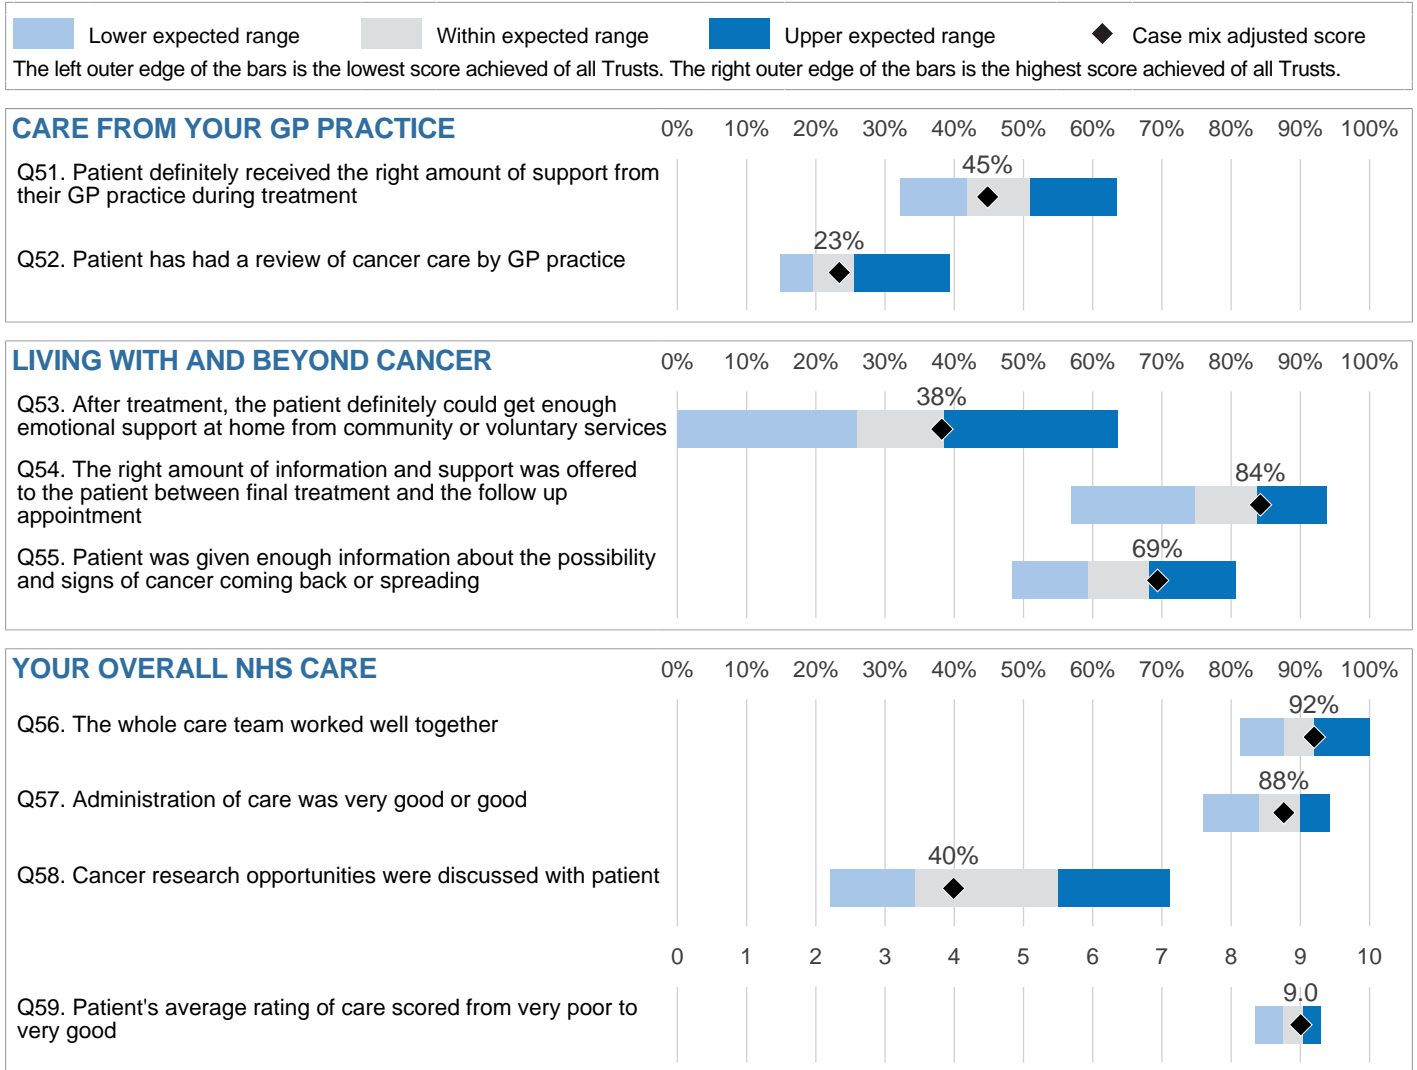 Lower expected range Within expected range Upper expected range Case mix adjusted score
The left outer edge of the bars is the lowest score achieved of all Trusts. The right outer edge of the bars is the highest score achieved of all Trusts.
CARE FROM YOUR GP PRACTICE 0% 10% 20% 30% 40% 50% 60% 70% 80% 90% 100%
45%
Q51. Patient definitely received the right amount of support from
their GP practice during treatment
23%
Q52. Patient has had a review of cancer care by GP practice
LIVING WITH AND BEYOND CANCER 0% 10% 20% 30% 40% 50% 60% 70% 80% 90% 100%
38%
Q53. After treatment, the patient definitely could get enough
emotional support at home from community or voluntary services
84%
Q54. The right amount of information and support was offered
to the patient between final treatment and the follow up
appointment
69%
Q55. Patient was given enough information about the possibility
and signs of cancer coming back or spreading
YOUR OVERALL NHS CARE 0% 10% 20% 30% 40% 50% 60% 70% 80% 90% 100%
92%
Q56. The whole care team worked well together
88%
Q57. Administration of care was very good or good
40%
Q58. Cancer research opportunities were discussed with patient
0 1 2 3 4 5 6 7 8 9 10
9.0
Q59. Patient's average rating of care scored from very poor to
very good